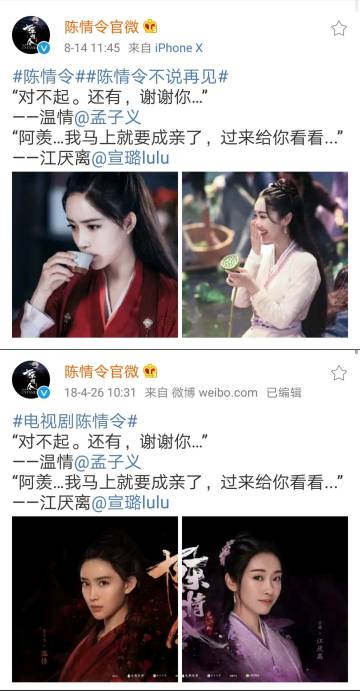 陈情令官微
8-14 11:45 来自 iPhone X
#陈情令##陈情令不说再见#
“对不起。还有，谢谢你…”
——温情@孟子义
“阿羡…我马上就要成亲了，过来给你看看...”
——江厌离@宣璐lulu
陈情令官微
18-4-26 10:31 来自 微博 weibo.com 已编辑
#电视剧陈情令#
“对不起。还有，谢谢你…”
——温情@孟子义
“阿羡…我马上就要成亲了，过来给你看看...”
——江厌离@宣璐lulu
温情
江厌离